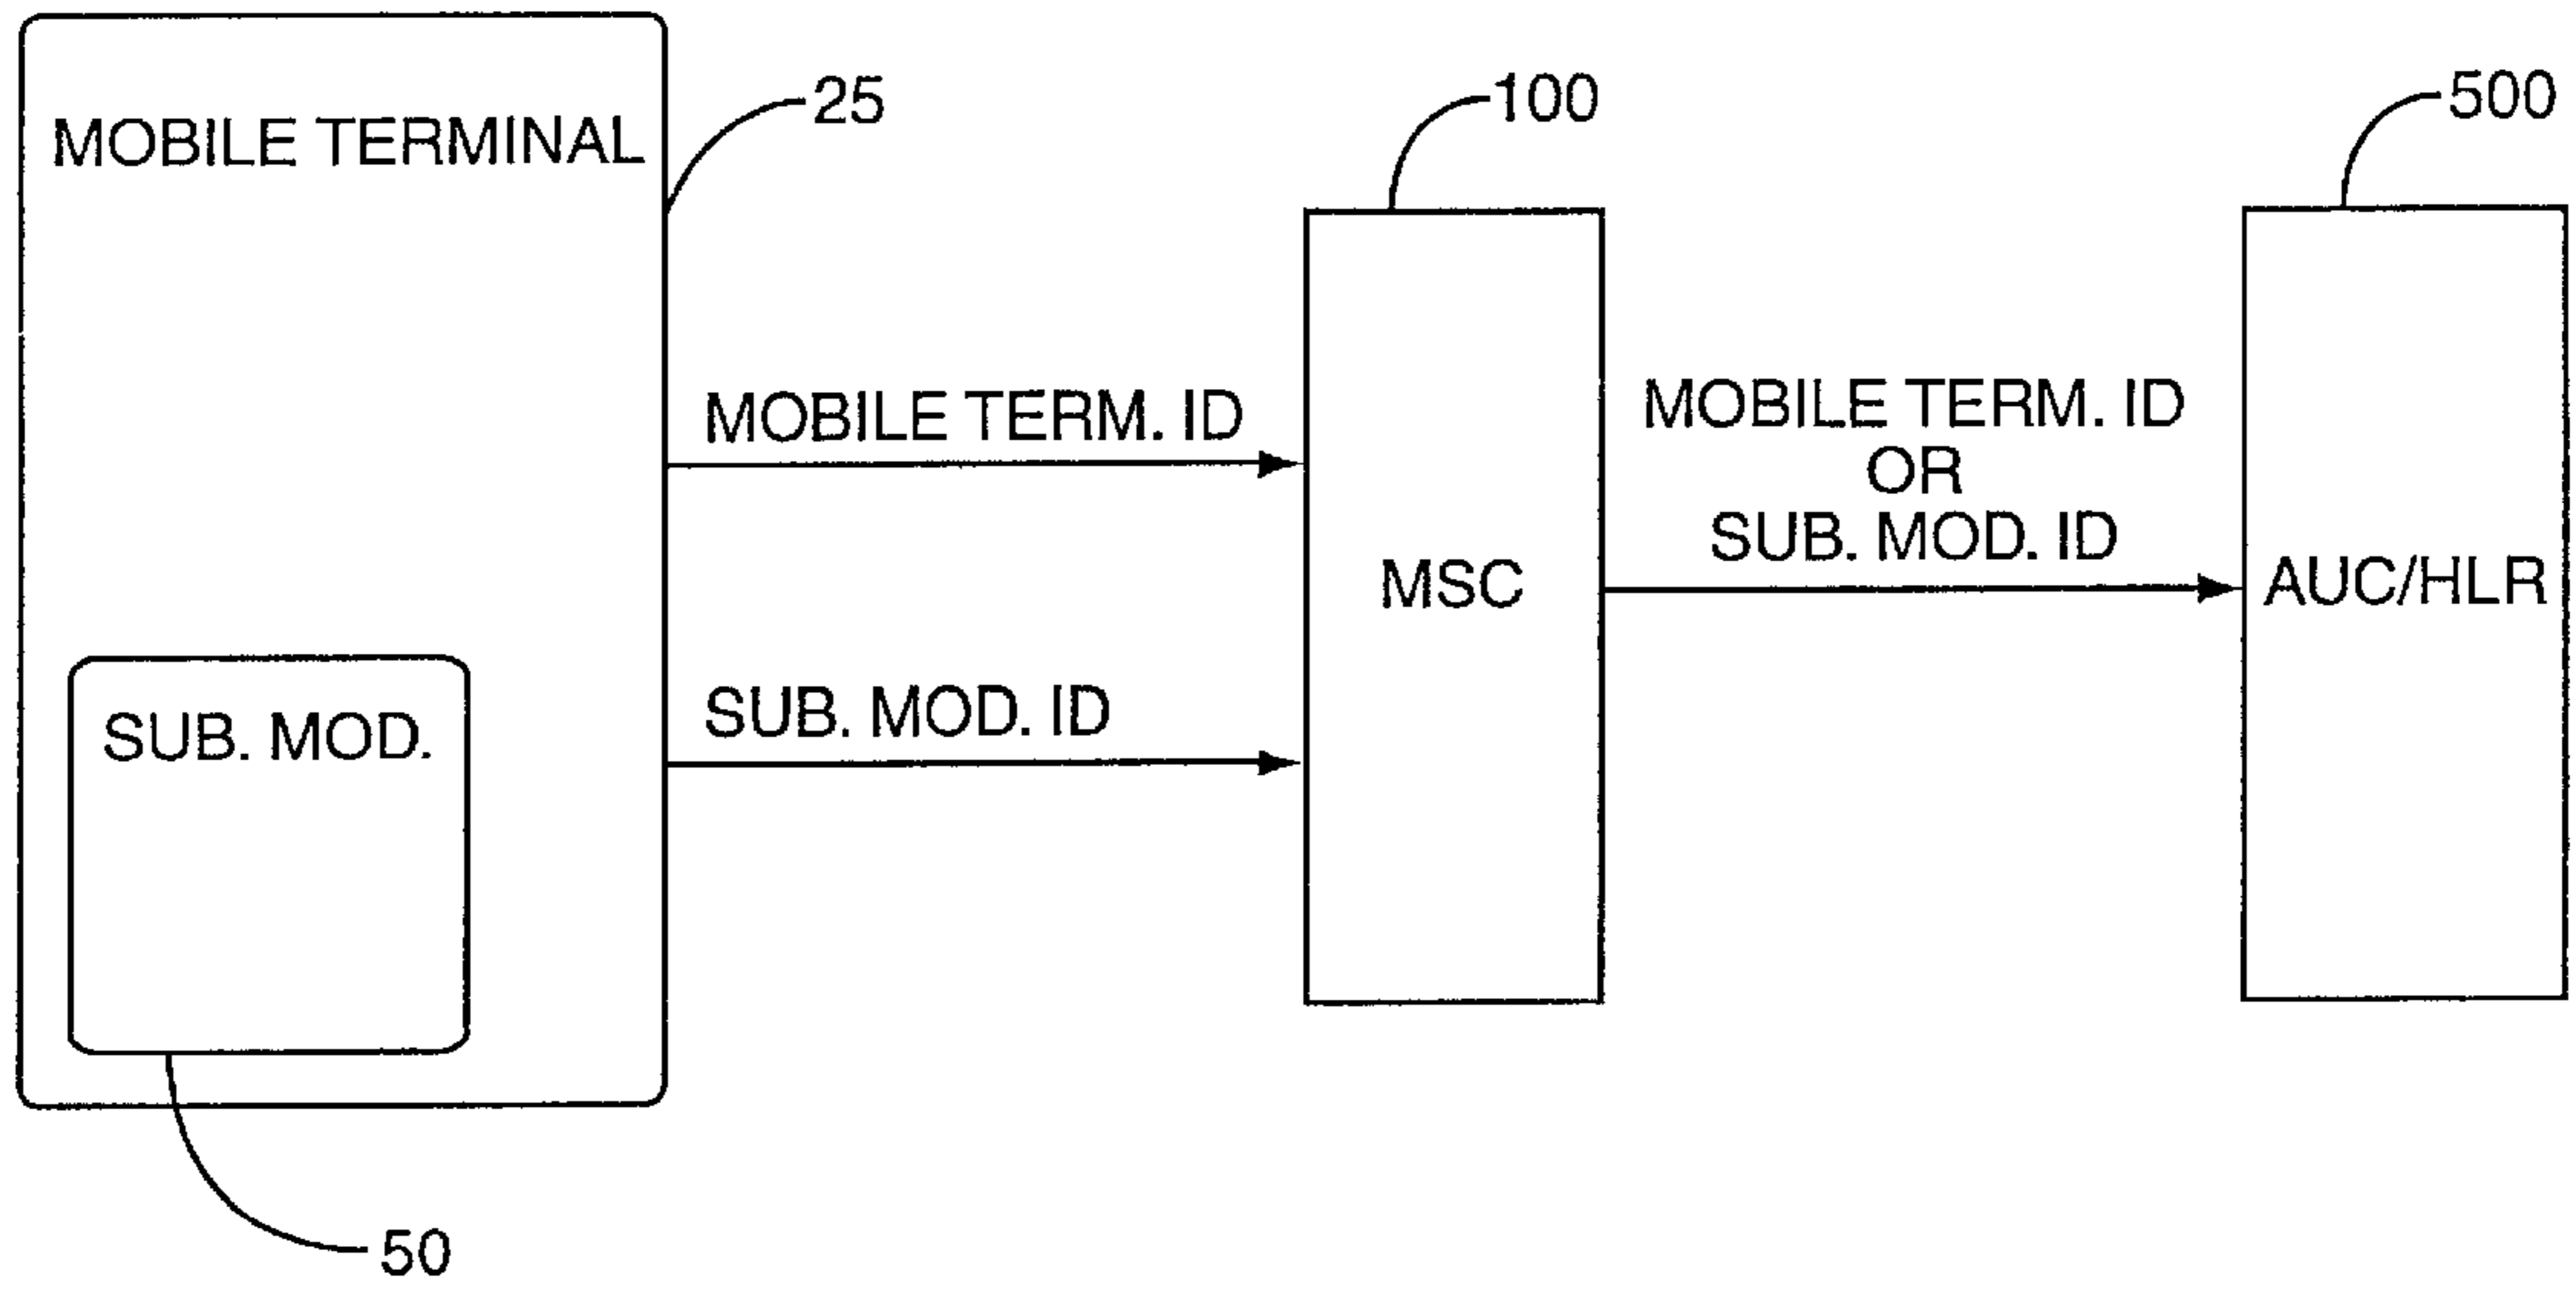 MOBILE TERMINAL
25
100
500
MOBILE TERM. ID
MOBILE TERM. ID
OR
SUB. MOD. ID
MSC
AUC/HLR
SUB. MOD.
SUB. MOD. ID
50